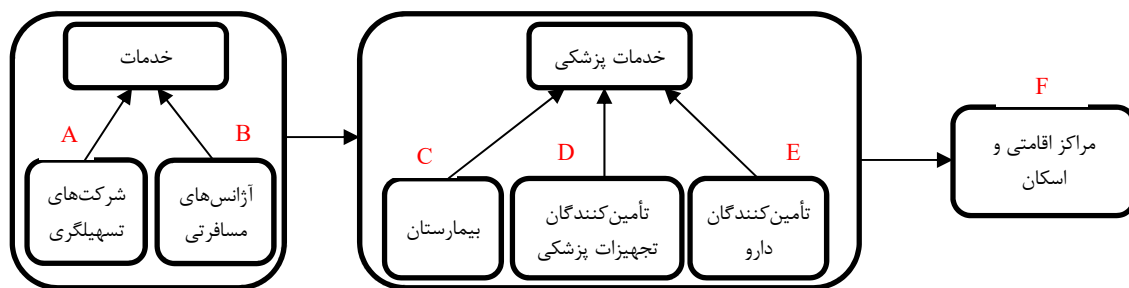 خدمات
A
B
شرکت‌های
تسهیلگری
آژانس‌های
مسافرتی
خدمات پزشکی
C
D
E
بیمارستان
تأمین‌کنندگان
تجهیزات پزشکی
تأمین‌کنندگان
دارو
F
مراکز اقامتی و
اسکان